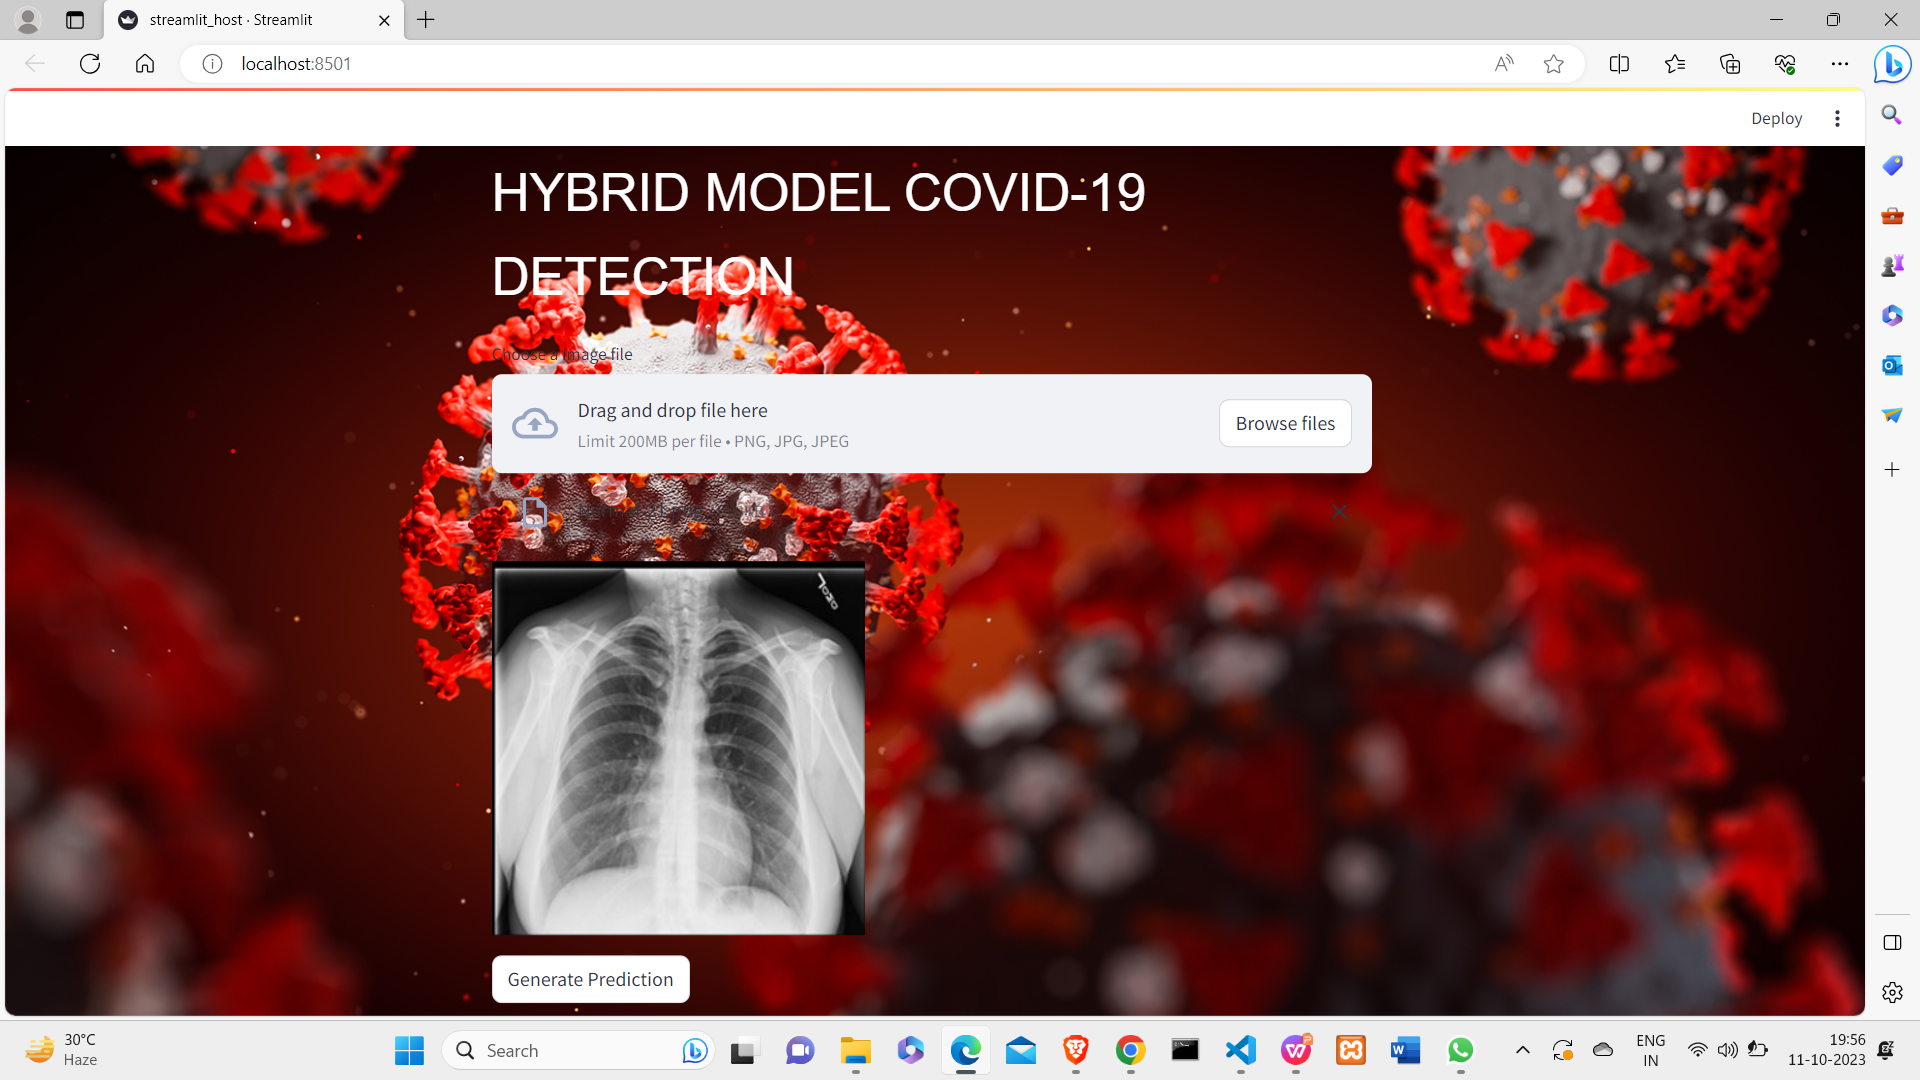 streamlit_host · Streamlit
localhost:8501
Deploy
HYBRID MODEL COVID-19
DETECTION
Choose a image file
Drag and drop file here
Limit 200MB per file • PNG, JPG, JPEG
Browse files
Generate Prediction
30°C
Haze
Search
ENG
IN
19:56
11-10-2023